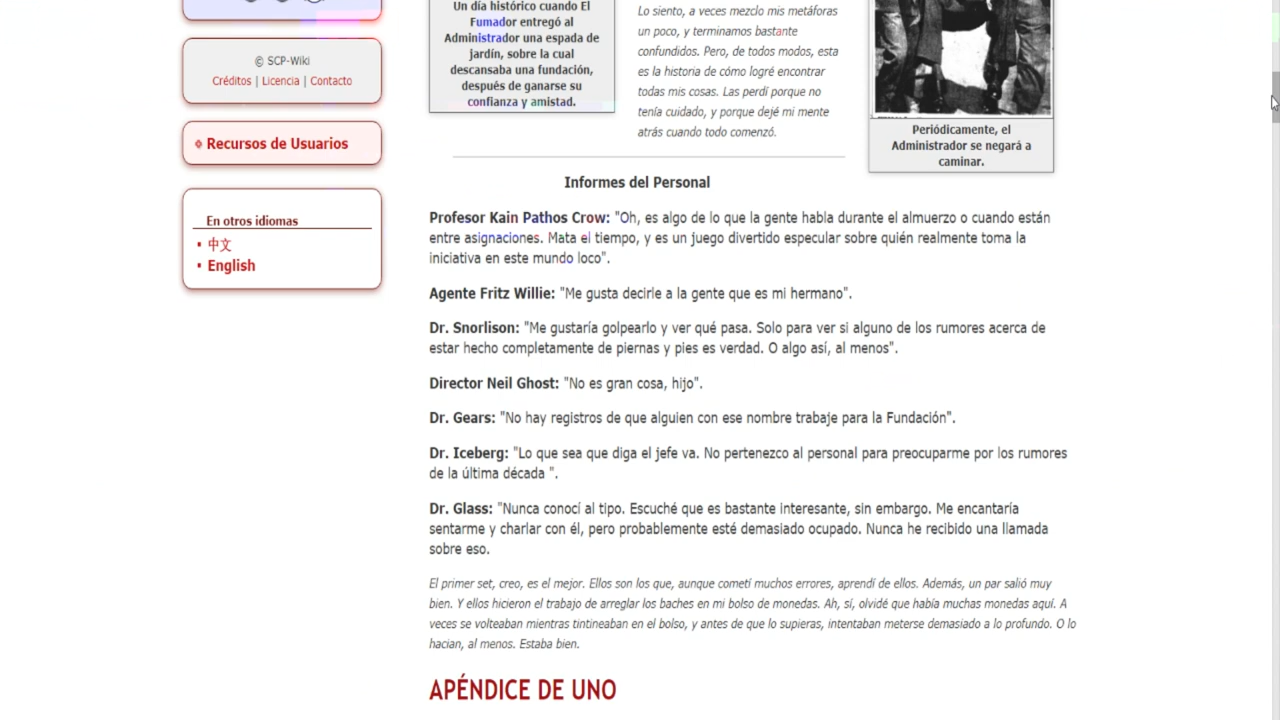 © SCP-Wiki
Créditos | Licencia | Contacto
Recursos de Usuarios
En otros idiomas
中文
English
Un día histórico cuando El
Fumador entregó al
Administrador una espada de
jardín, sobre la cual
descansaba una fundación,
después de ganarse su
confianza y amistad.
Lo siento, a veces mezclo mis metáforas
un poco, y terminamos bastante
confundidos. Pero, de todos modos, esta
es la historia de cómo logré encontrar
todas mis cosas. Las perdí porque no
tenía cuidado, y porque dejé mi mente
atrás cuando todo comenzó.
Periódicamente, el
Administrador se negará a
caminar.
Informes del Personal
Profesor Kain Pathos Crow: "Oh, es algo de lo que la gente habla durante el almuerzo o cuando están
entre asignaciones. Mata el tiempo, y es un juego divertido especular sobre quién realmente toma la
iniciativa en este mundo loco".
Agente Fritz Willie: "Me gusta decirle a la gente que es mi hermano".
Dr. Snorlison: "Me gustaría golpearlo y ver qué pasa. Solo para ver si alguno de los rumores acerca de
estar hecho completamente de piernas y pies es verdad. O algo así, al menos".
Director Neil Ghost: "No es gran cosa, hijo".
Dr. Gears: "No hay registros de que alguien con ese nombre trabaje para la Fundación".
Dr. Iceberg: "Lo que sea que diga el jefe va. No pertenezco al personal para preocuparme por los rumores
de la última década ".
Dr. Glass: "Nunca conocí al tipo. Escuché que es bastante interesante, sin embargo. Me encantaría
sentarme y charlar con él, pero probablemente esté demasiado ocupado. Nunca he recibido una llamada
sobre eso.
El primer set, creo, es el mejor. Ellos son los que, aunque cometí muchos errores, aprendí de ellos. Además, un par salió muy
bien. Y ellos hicieron el trabajo de arreglar los baches en mi bolso de monedas. Ah, sí, olvidé que había muchas monedas aquí. A
veces se volteaban mientras tintineaban en el bolso, y antes de que lo supieras, intentaban meterse demasiado a lo profundo. O lo
hacian, al menos. Estaba bien.
APÉNDICE DE UNO